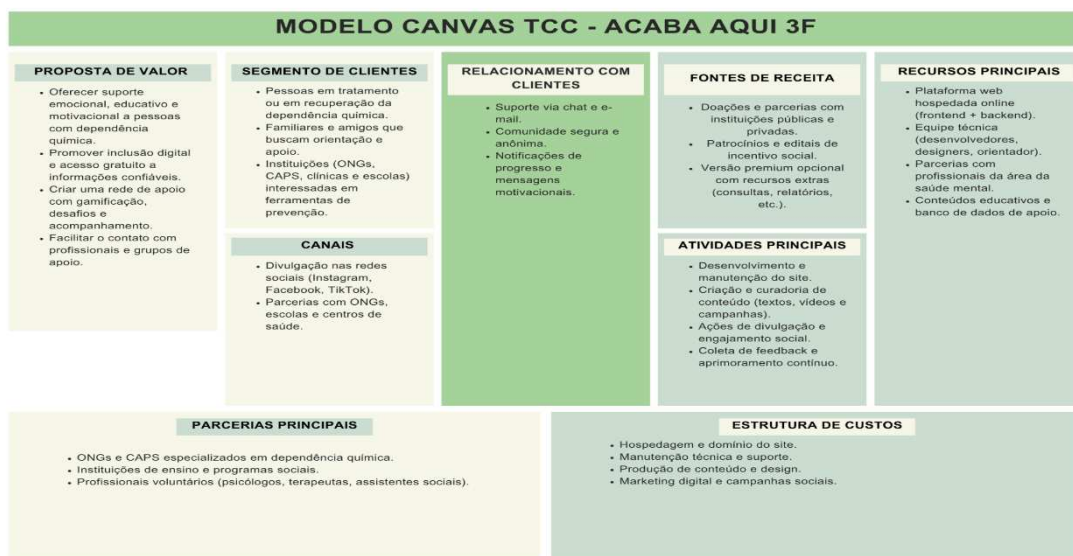 MODELO CANVAS TCC - ACABA AQUI 3F
PROPOSTA DE VALOR
• Oferecer suporte
emocional, educativo e
motivacional a pessoas
com dependência
química.
• Promover inclusão digital
e acesso gratuito a
informações confiáveis.
• Criar uma rede de apoio
com gamificação,
desafios e
acompanhamento.
• Facilitar o contato com
profissionais e grupos de
apoio.
SEGMENTO DE CLIENTES
• Pessoas em tratamento
ou em recuperação da
dependência química.
• Familiares e amigos que
buscam orientação e
apoio.
• Instituições (ONGs,
CAPS, clínicas e escolas)
interessadas em
ferramentas de
prevenção.
CANAIS
• Divulgação nas redes
sociais (Instagram,
Facebook, TikTok).
• Parcerias com ONGs,
escolas e centros de
saúde.
RELACIONAMENTO COM
CLIENTES
• Suporte via chat e e-
mail.
• Comunidade segura e
anônima.
• Notificações de
progresso e
mensagens
motivacionais.
FONTES DE RECEITA
• Doações e parcerias com
instituições públicas e
privadas.
• Patrocínios e editais de
incentivo social.
• Versão premium opcional
com recursos extras
(consultas, relatórios,
etc.).
ATIVIDADES PRINCIPAIS
• Desenvolvimento e
manutenção do site.
• Criação e curadoria de
conteúdo (textos, vídeos e
campanhas).
• Ações de divulgação e
engajamento social.
• Coleta de feedback e
aprimoramento contínuo.
RECURSOS PRINCIPAIS
• Plataforma web
hospedada online
(frontend + backend).
• Equipe técnica
(desenvolvedores,
designers, orientador).
• Parcerias com
profissionais da área da
saúde mental.
• Conteúdos educativos e
banco de dados de apoio.
PARCERIAS PRINCIPAIS
• ONGs e CAPS especializados em dependência química.
• Instituições de ensino e programas sociais.
• Profissionais voluntários (psicólogos, terapeutas, assistentes sociais).
ESTRUTURA DE CUSTOS
• Hospedagem e domínio do site.
• Manutenção técnica e suporte.
• Produção de conteúdo e design.
• Marketing digital e campanhas sociais.